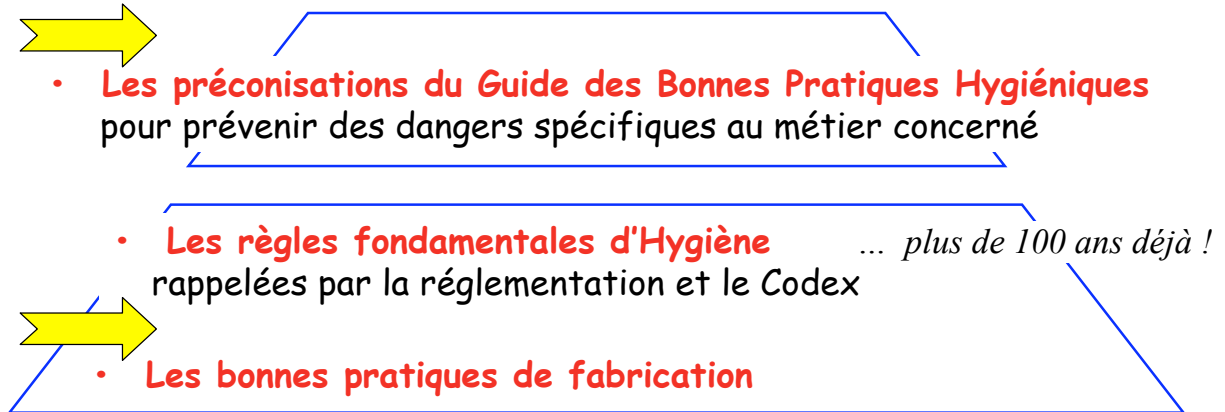 • Les préconisations du Guide des Bonnes Pratiques Hygiéniques
pour prévenir des dangers spécifiques au métier concerné
• Les règles fondamentales d’Hygiène ... plus de 100 ans déjà !
rappelées par la réglementation et le Codex
• Les bonnes pratiques de fabrication